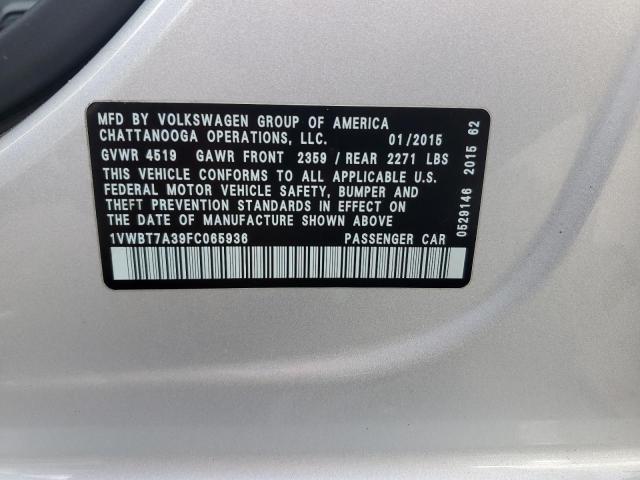 MFD BY VOLKSWAGEN GROUP OF AMERICA
CHATTANOOGA OPERATIONS, LLC. 01/2015
GVWR 4519 GAWR FRONT 2359 / REAR 2271 LBS
THIS VEHICLE CONFORMS TO ALL APPLICABLE U.S.
FEDERAL MOTOR VEHICLE SAFETY, BUMPER AND
THEFT PREVENTION STANDARDS IN EFFECT ON
THE DATE OF MANUFACTURE SHOWN ABOVE
1VWBT7A39FC065936 PASSENGER CAR
0529146 2015 62